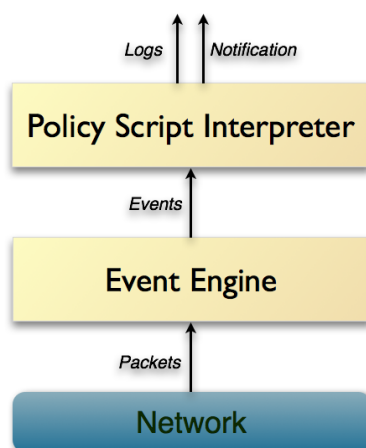 Logs Notification
Policy Script Interpreter
Events
Event Engine
Packets
Network